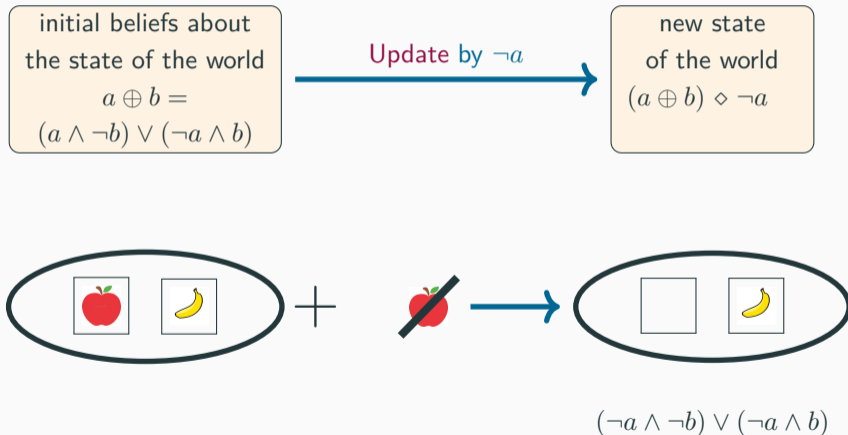 initial beliefs about
the state of the world
a ⊕ b =
(a ∧ ¬b) ∨ (¬a ∧ b)
Update by ¬a
new state
of the world
(a ⊕ b) ⋄ ¬a
+
(¬a ∧ ¬b) ∨ (¬a ∧ b)